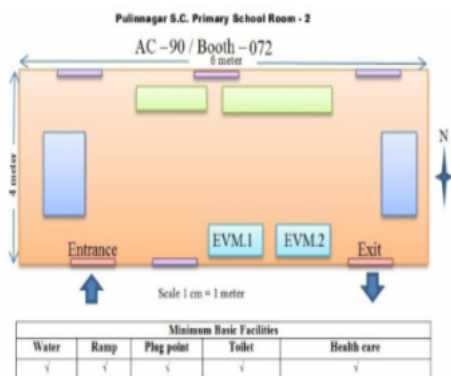 Pulinnagar S.C. Primary School Room - 2
AC -90 / Booth -072
6 meter
4 meter
N
EVM.1 EVM.2
Entrance Exit
Scale 1 cm = 1 meter
Minimum Basic Facilities
Water Ramp Plug point Toilet Health care
√ √ √ √ √